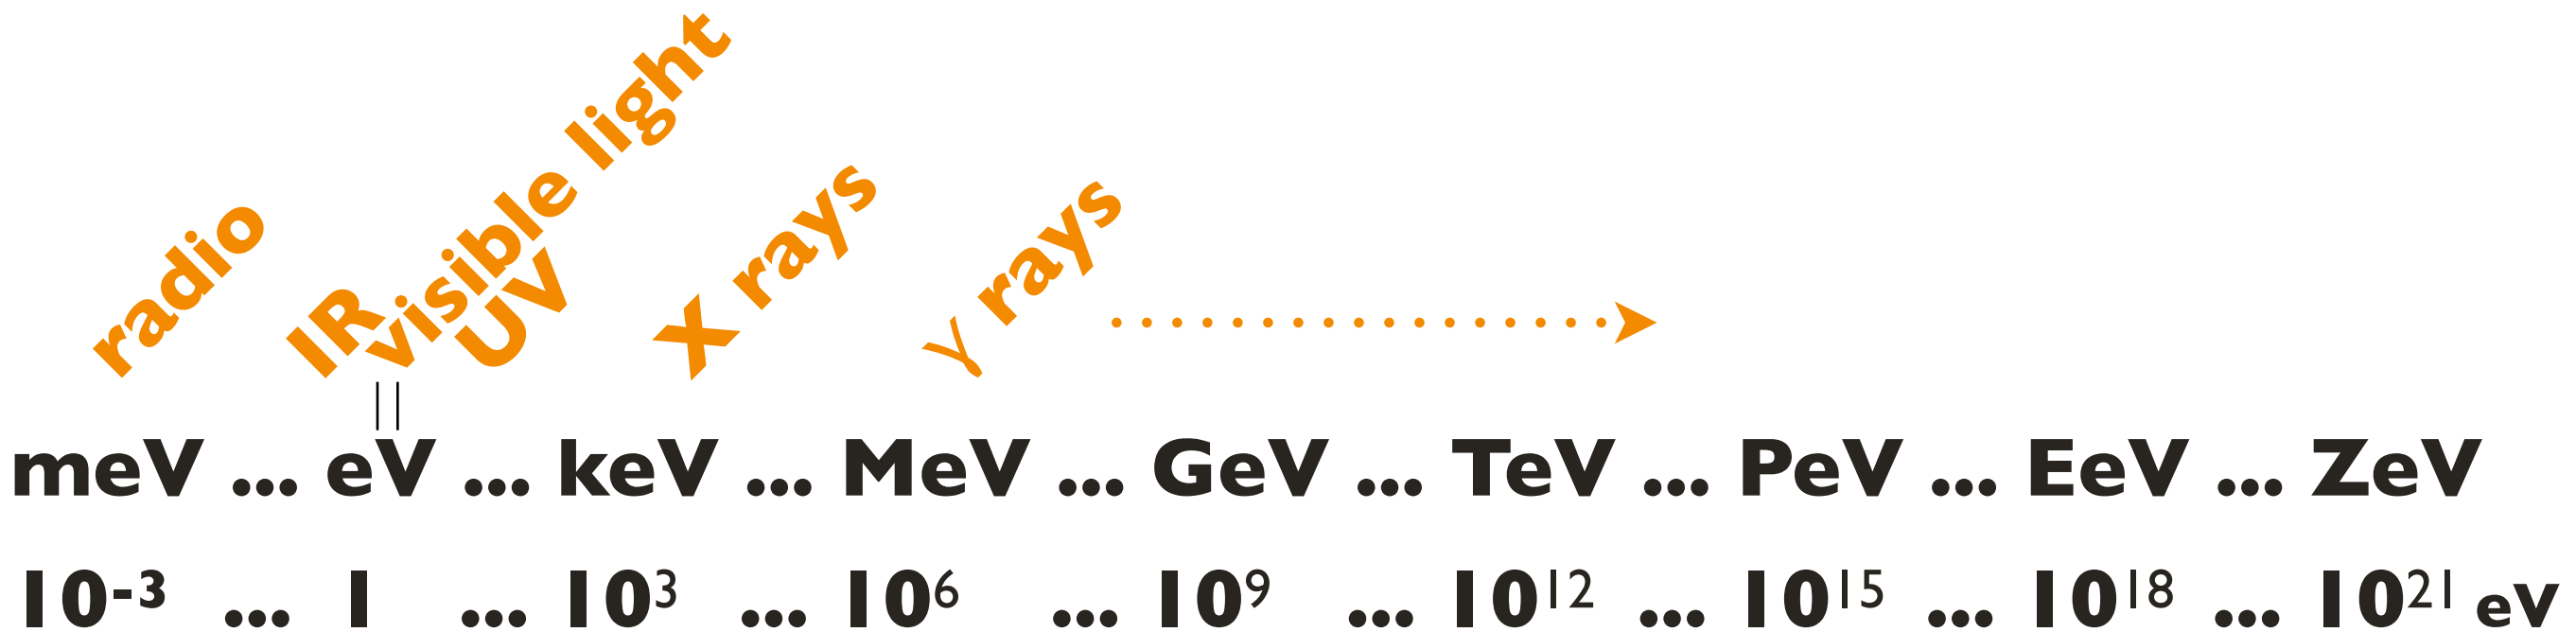 radio
IR
visible light
UV
X rays
γ rays
meV ... eV ... keV ... MeV ... GeV ... TeV ... PeV ... EeV ... ZeV
10⁻³ ... 1 ... 10³ ... 10⁶ ... 10⁹ ... 10¹² ... 10¹⁵ ... 10¹⁸ ... 10²¹ eV